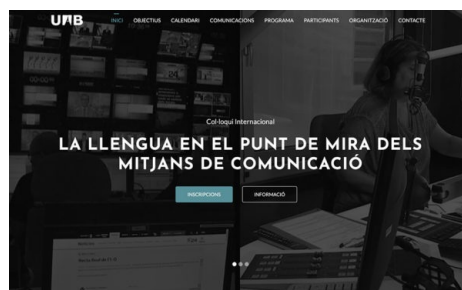 UAB
INICI OBJECTIUS CALENDARI COMUNICACIONS PROGRAMA PARTICIPANTS ORGANITZACIÓ CONTACTE
Col·loqui Internacional
LA LLENGUA EN EL PUNT DE MIRA DELS
MITJANS DE COMUNICACIÓ
INSCRIPCIONS INFORMACIÓ